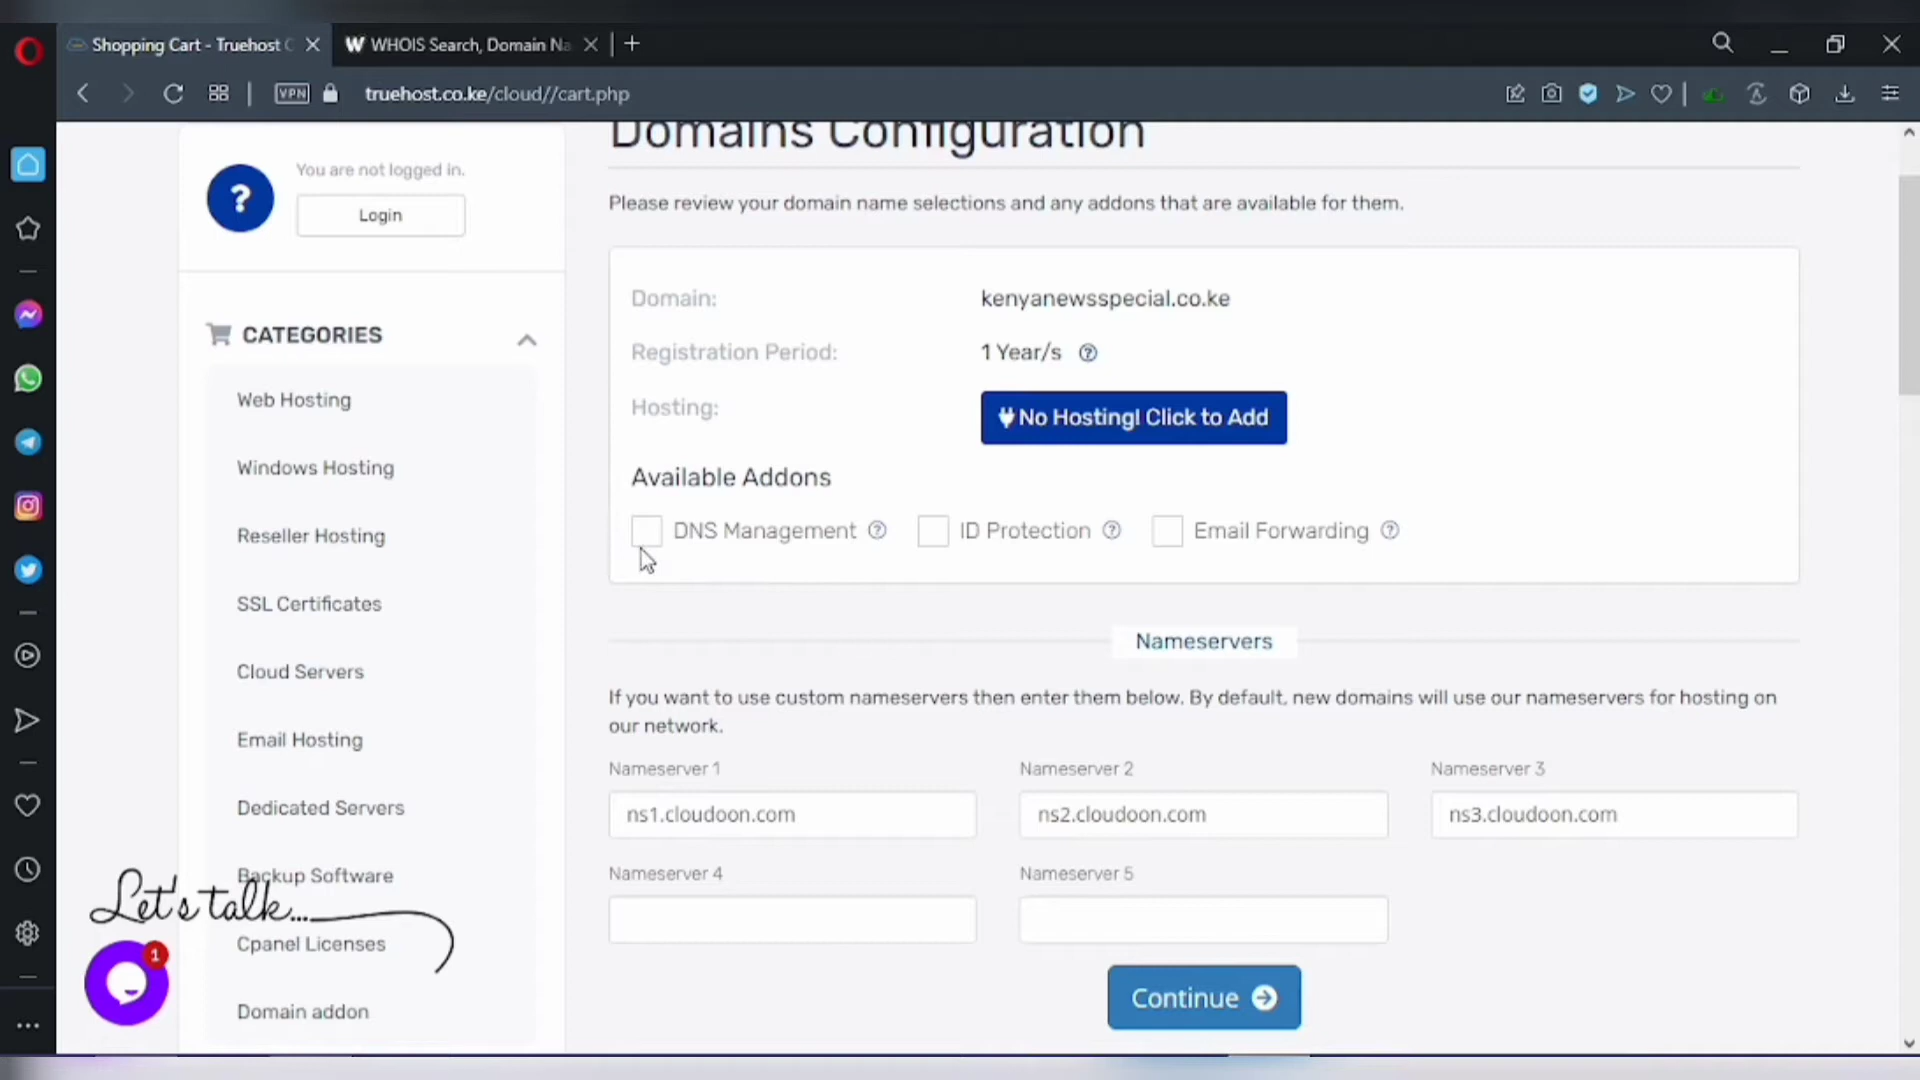 Shopping Cart - Truehost C
WHOIS Search, Domain Na
VPN
truehost.co.ke/cloud//cart.php
Domains Configuration
You are not logged in.
Login
Please review your domain name selections and any addons that are available for them.
CATEGORIES
Web Hosting
Windows Hosting
Reseller Hosting
SSL Certificates
Cloud Servers
Email Hosting
Dedicated Servers
Backup Software
Let's talk...
Cpanel Licenses
1
Domain addon
Domain:
kenyanewsspecial.co.ke
Registration Period:
1 Year/s
Hosting:
No Hosting! Click to Add
Available Addons
DNS Management
ID Protection
Email Forwarding
Nameservers
If you want to use custom nameservers then enter them below. By default, new domains will use our nameservers for hosting on
our network.
Nameserver 1
Nameserver 2
Nameserver 3
ns1.cloudoon.com
ns2.cloudoon.com
ns3.cloudoon.com
Nameserver 4
Nameserver 5
Continue